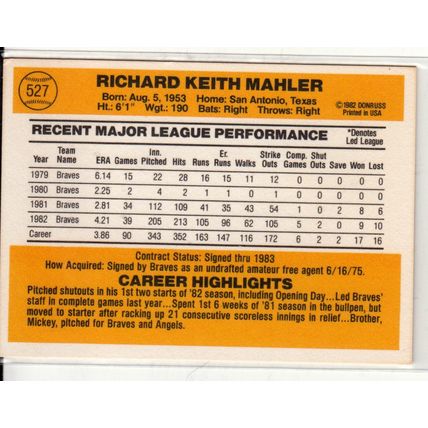 527
RICHARD KEITH MAHLER
Born: Aug. 5, 1953 Home: San Antonio, Texas
Ht.: 6'1" Wgt.: 190 Bats: Right Throws: Right
©1982 DONRUSS
Printed in USA
RECENT MAJOR LEAGUE PERFORMANCE
*Denotes
Led League
Year Team Name ERA Games Inn. Pitched Hits Runs Earn. Runs Walks Strike Outs Comp. Games Shut Outs Save Won Lost
1979 Braves 6.14 15 22 28 16 15 11 12 0 0 0 0 0
1980 Braves 2.25 2 4 2 1 1 0 1 0 0 0 0 0
1981 Braves 2.81 34 112 109 41 35 43 54 1 0 2 8 6
1982 Braves 4.21 39 205 213 105 96 62 105 5 2 0 9 10
Career 3.86 90 343 352 163 147 116 172 6 2 2 17 16
Contract Status: Signed thru 1983
How Acquired: Signed by Braves as an undrafted amateur free agent 6/16/75.
CAREER HIGHLIGHTS
Pitched shutouts in his 1st two starts of '82 season, including Opening Day...Led Braves'
staff in complete games last year...Spent 1st 6 weeks of '81 season in the bullpen, but
moved to starter after racking up 21 consecutive scoreless innings in relief...Brother,
Mickey, pitched for Braves and Angels.